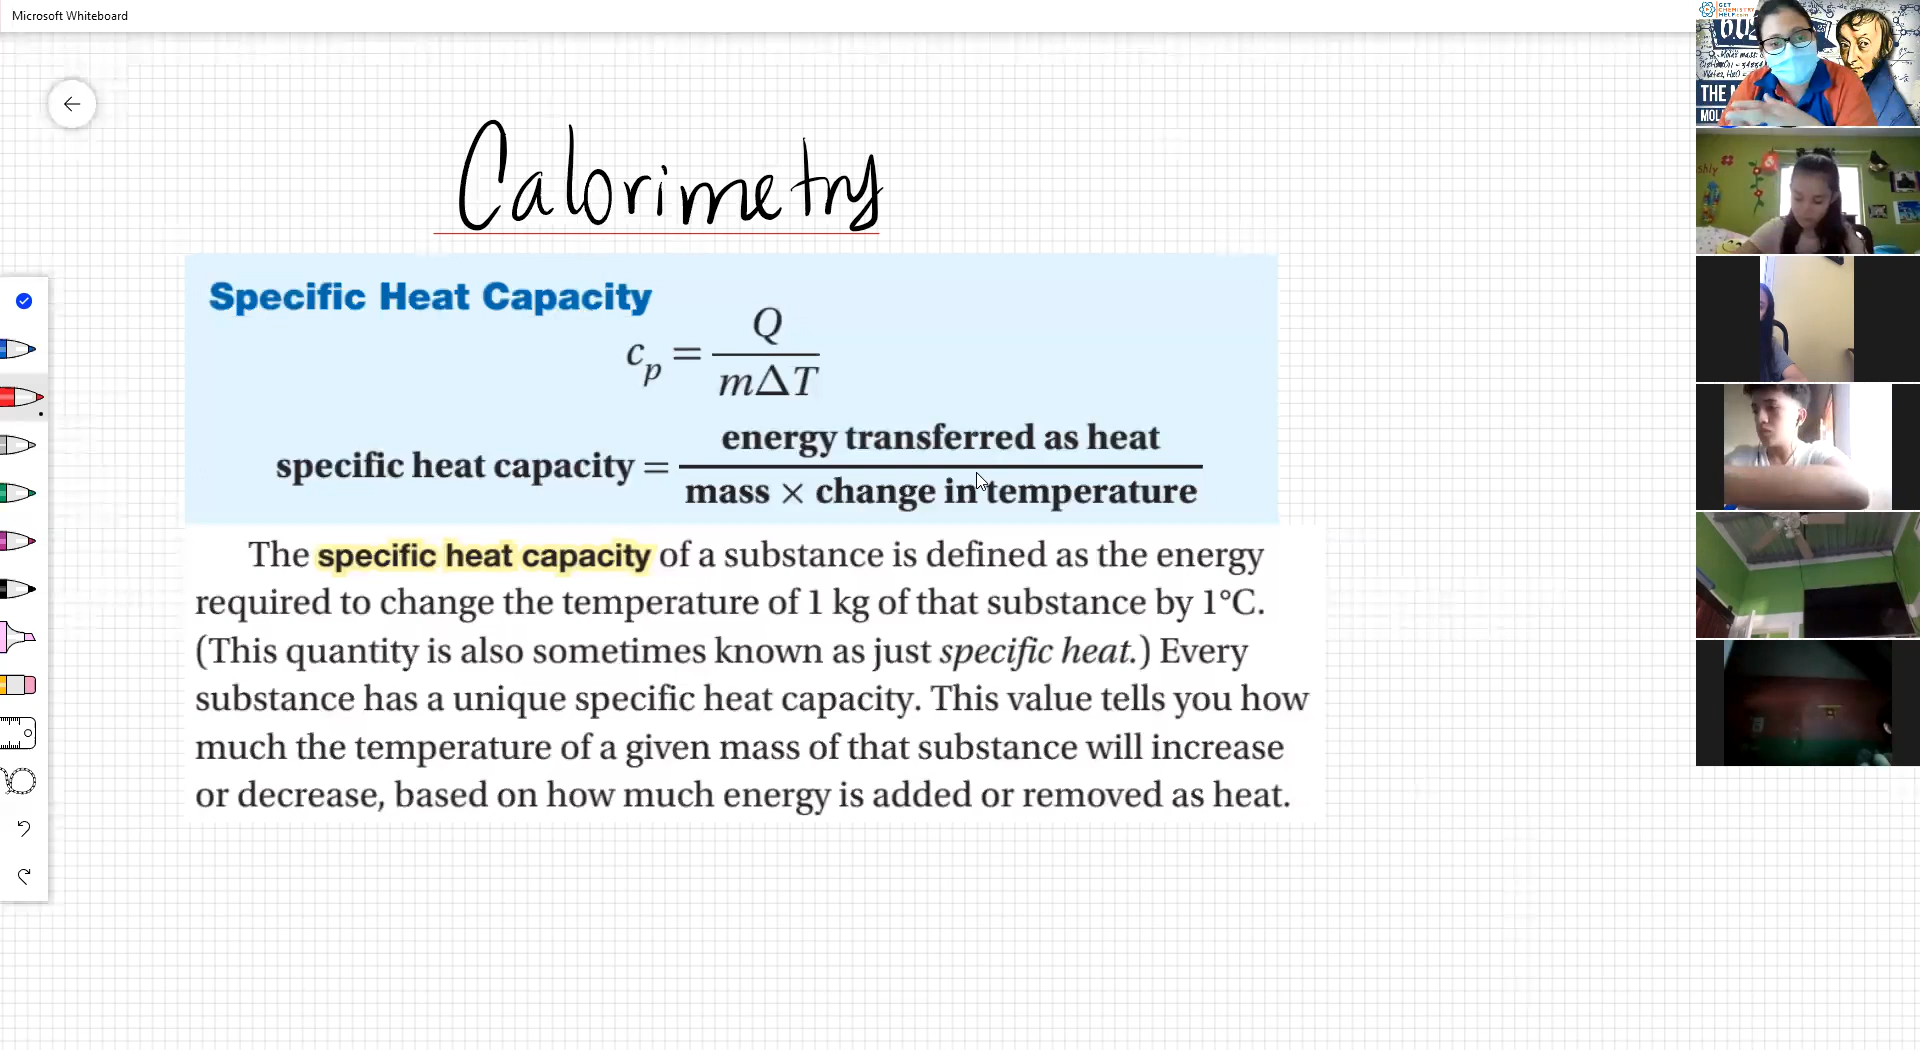 Microsoft Whiteboard
Calorimetry
Specific Heat Capacity
c_p = Q / mΔT
specific heat capacity = energy transferred as heat / mass × change in temperature
The specific heat capacity of a substance is defined as the energy
required to change the temperature of 1 kg of that substance by 1°C.
(This quantity is also sometimes known as just specific heat.) Every
substance has a unique specific heat capacity. This value tells you how
much the temperature of a given mass of that substance will increase
or decrease, based on how much energy is added or removed as heat.
GET
CHEMISTRY
HELP.com
THE